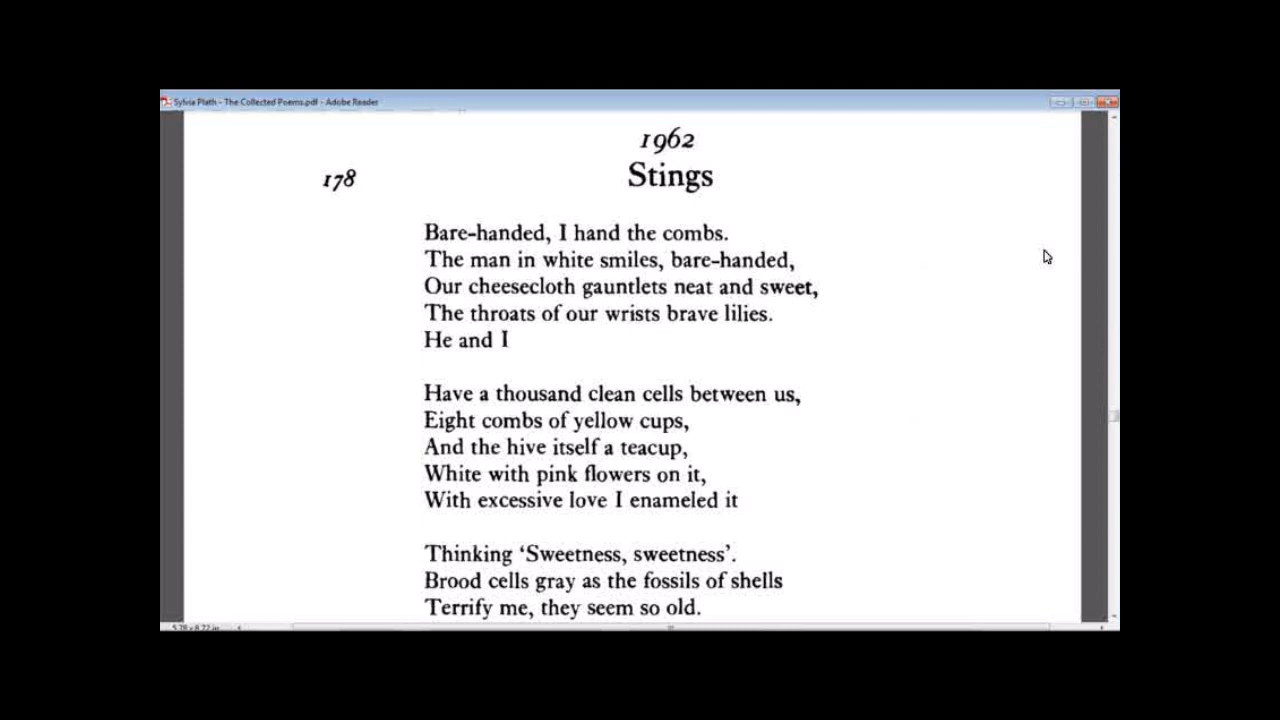 Sylvia Plath - The Collected Poems.pdf - Adobe Reader
1962
178
Stings
Bare-handed, I hand the combs.
The man in white smiles, bare-handed,
Our cheesecloth gauntlets neat and sweet,
The throats of our wrists brave lilies.
He and I
Have a thousand clean cells between us,
Eight combs of yellow cups,
And the hive itself a teacup,
White with pink flowers on it,
With excessive love I enameled it
Thinking ‘Sweetness, sweetness’.
Brood cells gray as the fossils of shells
Terrify me, they seem so old.